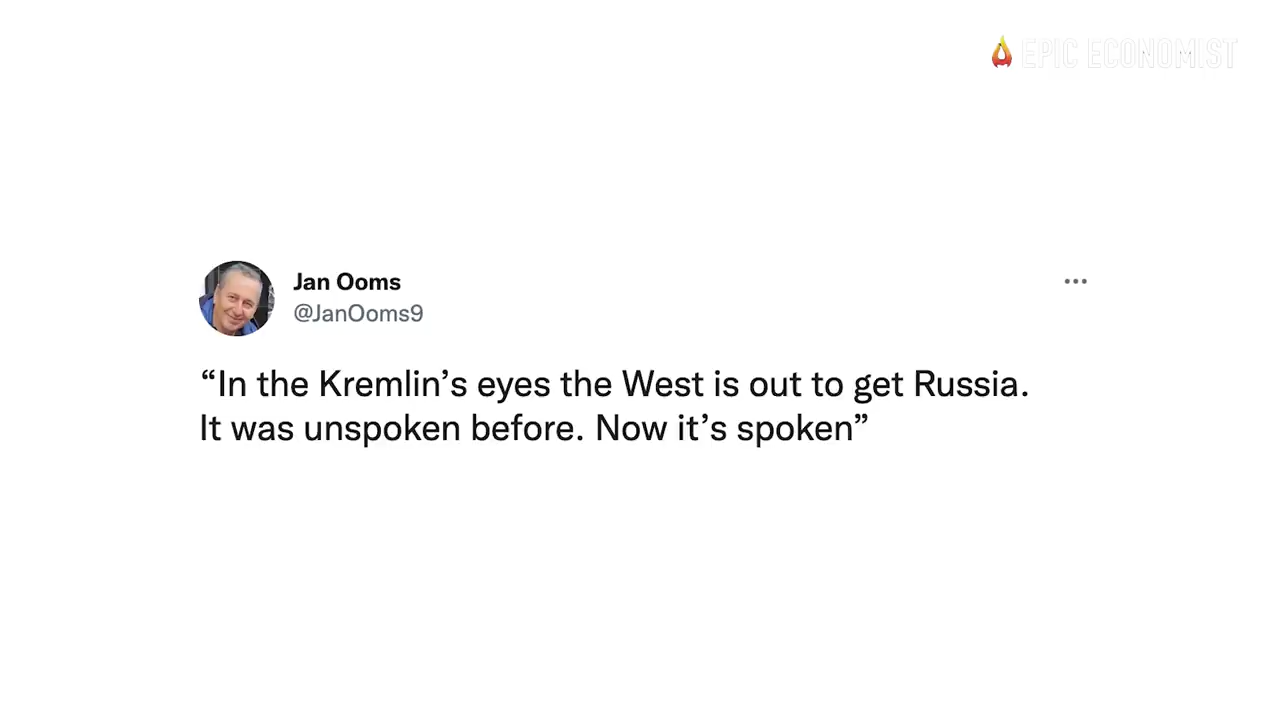 EPIC ECONOMIST
Jan Ooms
@JanOoms9
“In the Kremlin’s eyes the West is out to get Russia.
It was unspoken before. Now it’s spoken”